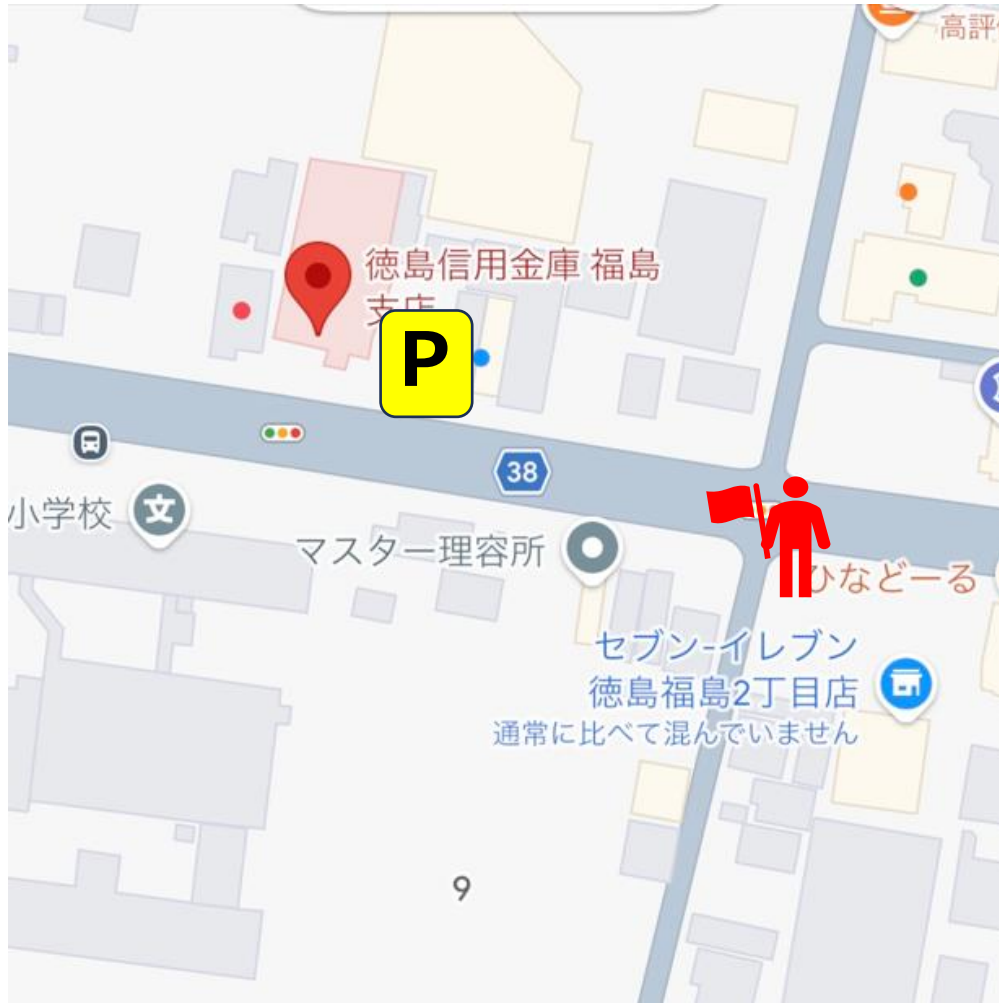 高評
徳島信用金庫 福島
支店
P
38
小学校
文
マスター理容所
ひなどーる
セブン-イレブン
徳島福島2丁目店
通常に比べて混んでいません
9